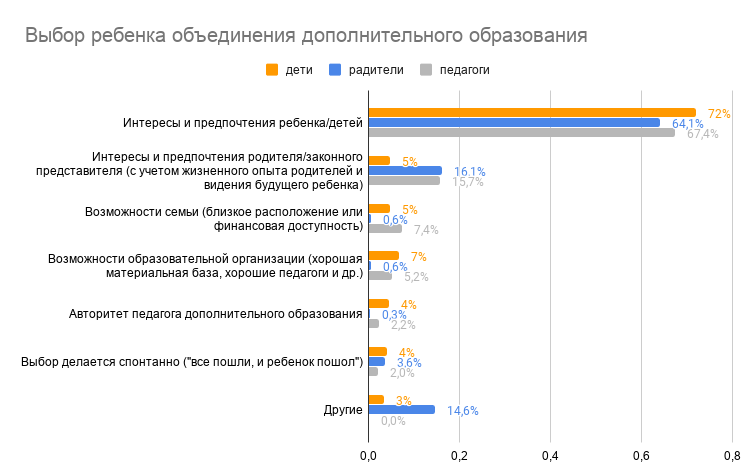 Выбор ребенка объединения дополнительного образования
дети радители педагоги
Интересы и предпочтения ребенка/детей
72%
64,1%
67,4%
Интересы и предпочтения родителя/законного
представителя (с учетом жизненного опыта родителей и
видения будущего ребенка)
5%
16,1%
15,7%
Возможности семьи (близкое расположение или
финансовая доступность)
5%
0,6%
7,4%
Возможности образовательной организации (хорошая
материальная база, хорошие педагоги и др.)
7%
0,6%
5,2%
Авторитет педагога дополнительного образования
4%
0,3%
2,2%
Выбор делается спонтанно ("все пошли, и ребенок пошол")
4%
3,6%
2,0%
Другие
3%
14,6%
0,0%
0,0 0,2 0,4 0,6 0,8